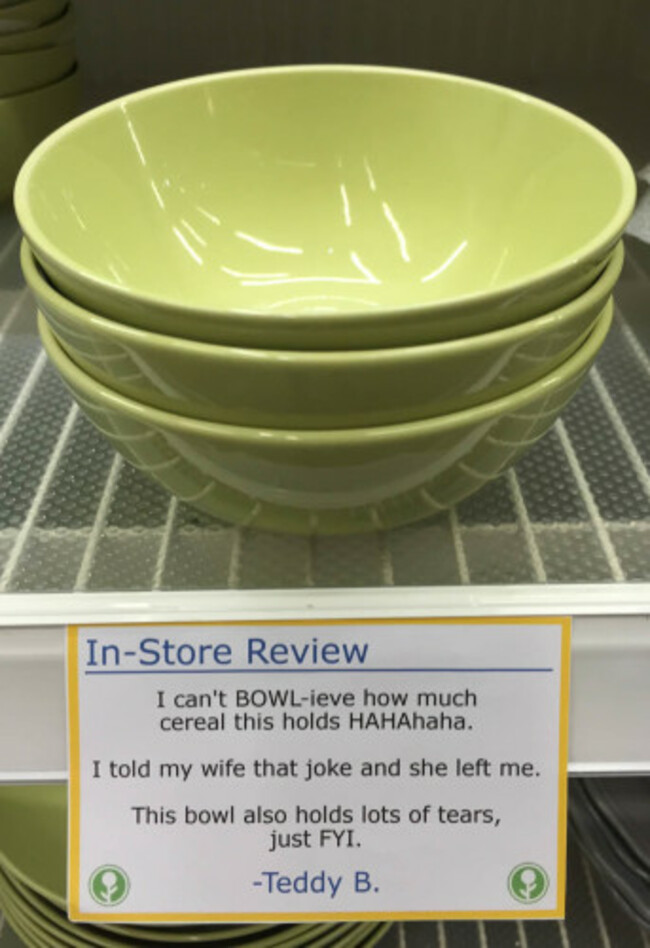 In-Store Review
I can't BOWL-ieve how much
cereal this holds HAHAhaha.
I told my wife that joke and she left me.
This bowl also holds lots of tears,
just FYI.
-Teddy B.